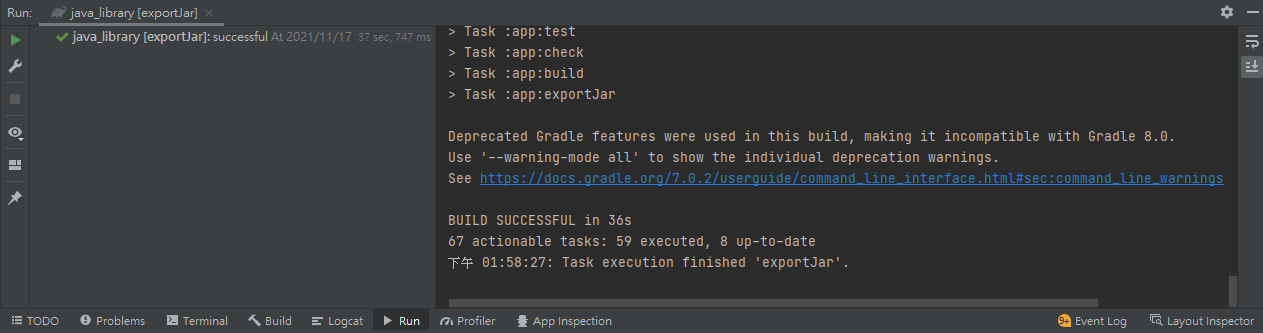 Run: java_library [exportJar]
java_library [exportJar]: successful At 2021/11/17 37 sec, 747 ms
> Task :app:test
> Task :app:check
> Task :app:build
> Task :app:exportJar
Deprecated Gradle features were used in this build, making it incompatible with Gradle 8.0.
Use '--warning-mode all' to show the individual deprecation warnings.
See https://docs.gradle.org/7.0.2/userguide/command_line_interface.html#sec:command_line_warnings
BUILD SUCCESSFUL in 36s
67 actionable tasks: 59 executed, 8 up-to-date
下午 01:58:27: Task execution finished 'exportJar'.
TODO Problems Terminal Build Logcat Run Profiler App Inspection 9+ Event Log Layout Inspector